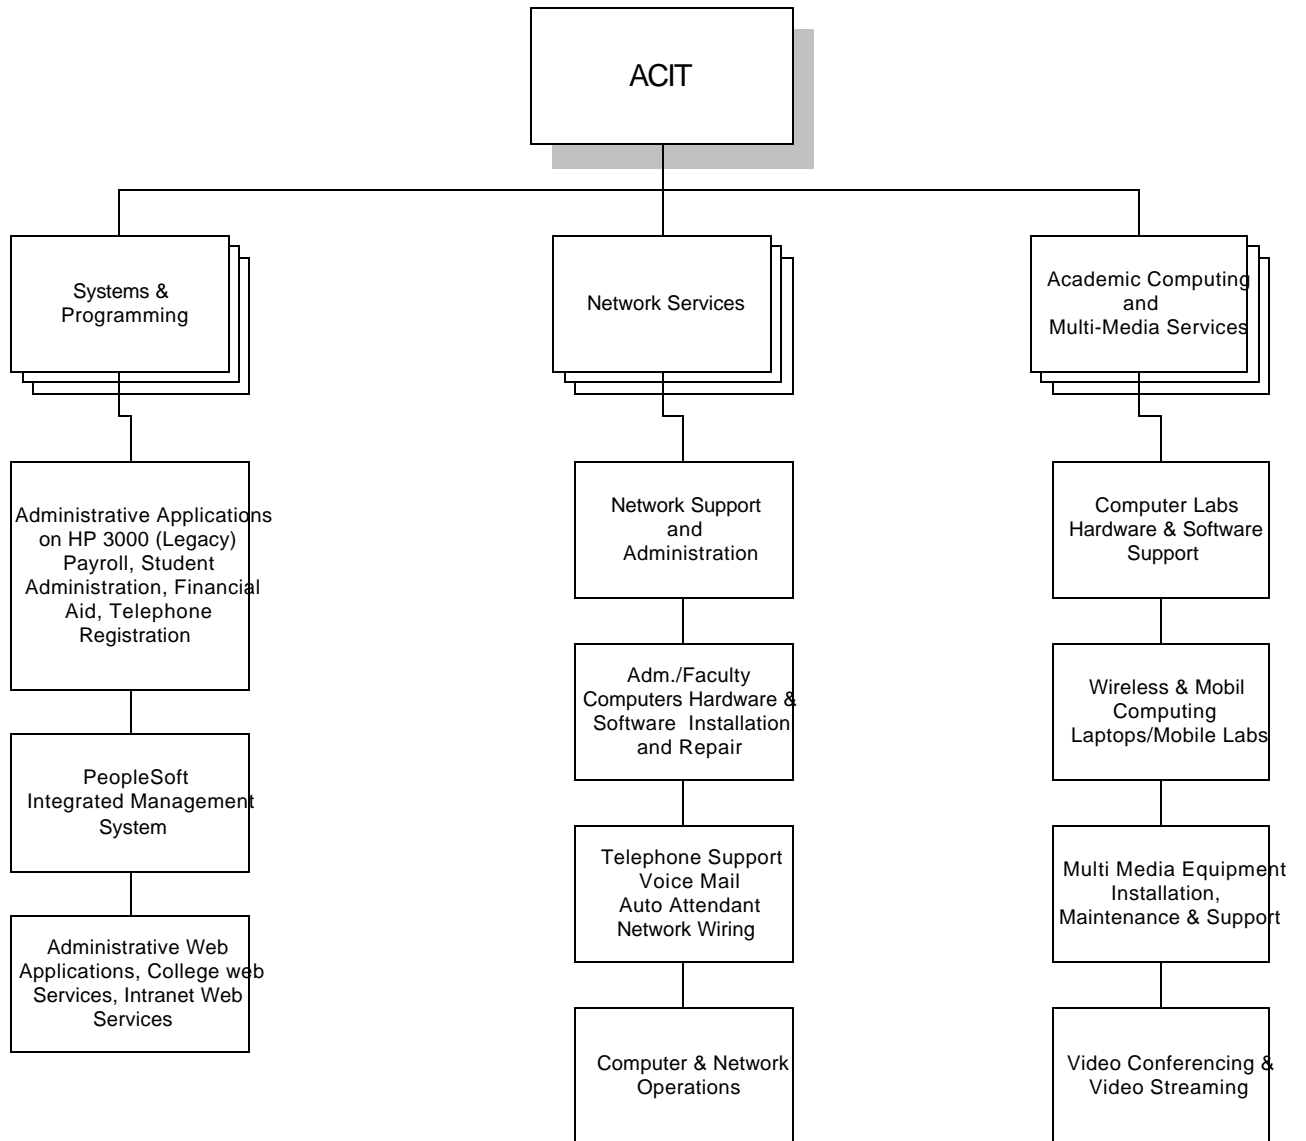 ACIT
Systems &
Programming
Network Services
Academic Computing
and
Multi-Media Services
Administrative Applications
on HP 3000 (Legacy)
Payroll, Student
Administration, Financial
Aid, Telephone
Registration
PeopleSoft
Integrated Management
System
Administrative Web
Applications, College web
Services, Intranet Web
Services
Network Support
and
Administration
Adm./Faculty
Computers Hardware &
Software Installation
and Repair
Telephone Support
Voice Mail
Auto Attendant
Network Wiring
Computer & Network
Operations
Computer Labs
Hardware & Software
Support
Wireless & Mobil
Computing
Laptops/Mobile Labs
Multi Media Equipment
Installation,
Maintenance & Support
Video Conferencing &
Video Streaming